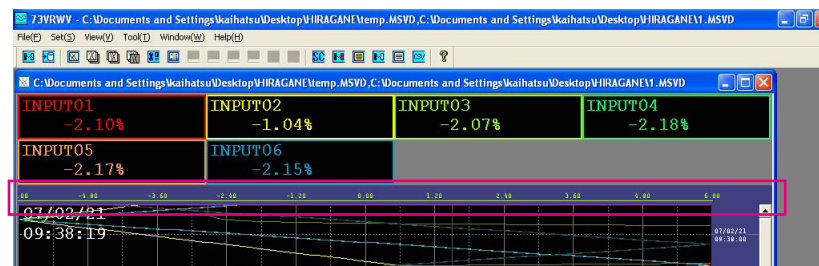 73VRWV - C:\Documents and Settings\kaihatsu\Desktop\HIRAGANE\temp.MSVD,C:\Documents and Settings\kaihatsu\Desktop\HIRAGANE\1.MSVD
File(F) Set(S) View(V) Tool(T) Window(W) Help(H)
SC CSV ?
C:\Documents and Settings\kaihatsu\Desktop\HIRAGANE\temp.MSVD,C:\Documents and Settings\kaihatsu\Desktop\HIRAGANE\1.MSVD
INPUT01 INPUT02 INPUT03 INPUT04
-2.10% -1.04% -2.07% -2.18%
INPUT05 INPUT06
-2.17% -2.15%
.00 -4.80 -3.60 -2.40 -1.20 0.00 1.20 2.40 3.60 4.80 6.00
07/02/21
09:38:19
07/02/21
09:38:00